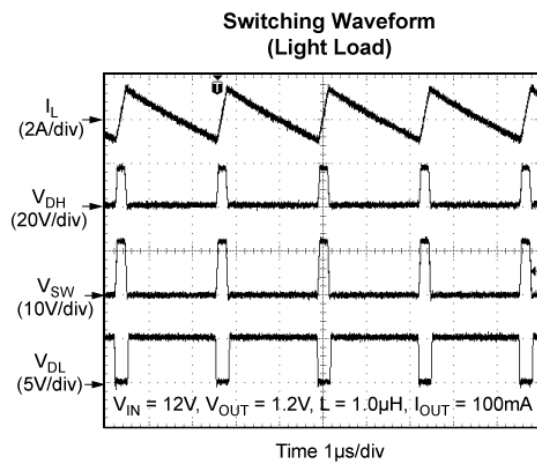 Switching Waveform
(Light Load)
T
I_L
(2A/div)
V_DH
(20V/div)
V_SW
(10V/div)
V_DL
(5V/div)
V_IN = 12V, V_OUT = 1.2V, L = 1.0µH, I_OUT = 100mA
Time 1µs/div